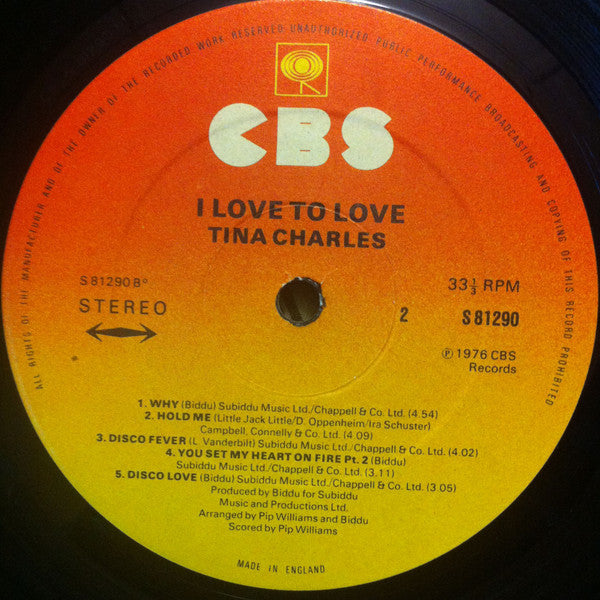 ALL RIGHTS OF THE MANUFACTURER AND OF THE OWNER OF THE RECORDED WORK RESERVED UNAUTHORIZED PUBLIC PERFORMANCE BROADCASTING AND COPYING OF THIS RECORD PROHIBITED
CBS
I LOVE TO LOVE
TINA CHARLES
S 81290 B°
33⅓ RPM
STEREO
2
S 81290
℗ 1976 CBS
Records
1. WHY (Biddu) Subiddu Music Ltd./Chappell & Co. Ltd. (4.54)
2. HOLD ME (Little Jack Little/D. Oppenheim/Ira Schuster)
Campbell, Connelly & Co. Ltd. (4.09)
3. DISCO FEVER (L. Vanderbilt) Subiddu Music Ltd./Chappell & Co. Ltd. (4.02)
4. YOU SET MY HEART ON FIRE Pt. 2 (Biddu)
Subiddu Music Ltd./Chappell & Co. Ltd. (3.11)
5. DISCO LOVE (Biddu) Subiddu Music Ltd./Chappell & Co. Ltd. (3.05)
Produced by Biddu for Subiddu
Music and Productions Ltd.
Arranged by Pip Williams and Biddu
Scored by Pip Williams
MADE IN ENGLAND